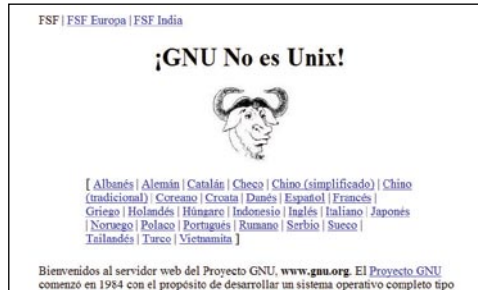 FSF | FSF Europa | FSF India
¡GNU No es Unix!
[ Albanés | Alemán | Catalán | Checo | Chino (simplificado) | Chino
(tradicional) | Coreano | Croata | Danés | Español | Francés |
Griego | Holandés | Húngaro | Indonesio | Inglés | Italiano | Japonés
| Noruego | Polaco | Portugués | Rumano | Serbio | Sueco |
Tailandés | Turco | Vietnamita ]
Bienvenidos al servidor web del Proyecto GNU, www.gnu.org. El Proyecto GNU
comenzó en 1984 con el propósito de desarrollar un sistema operativo completo tipo